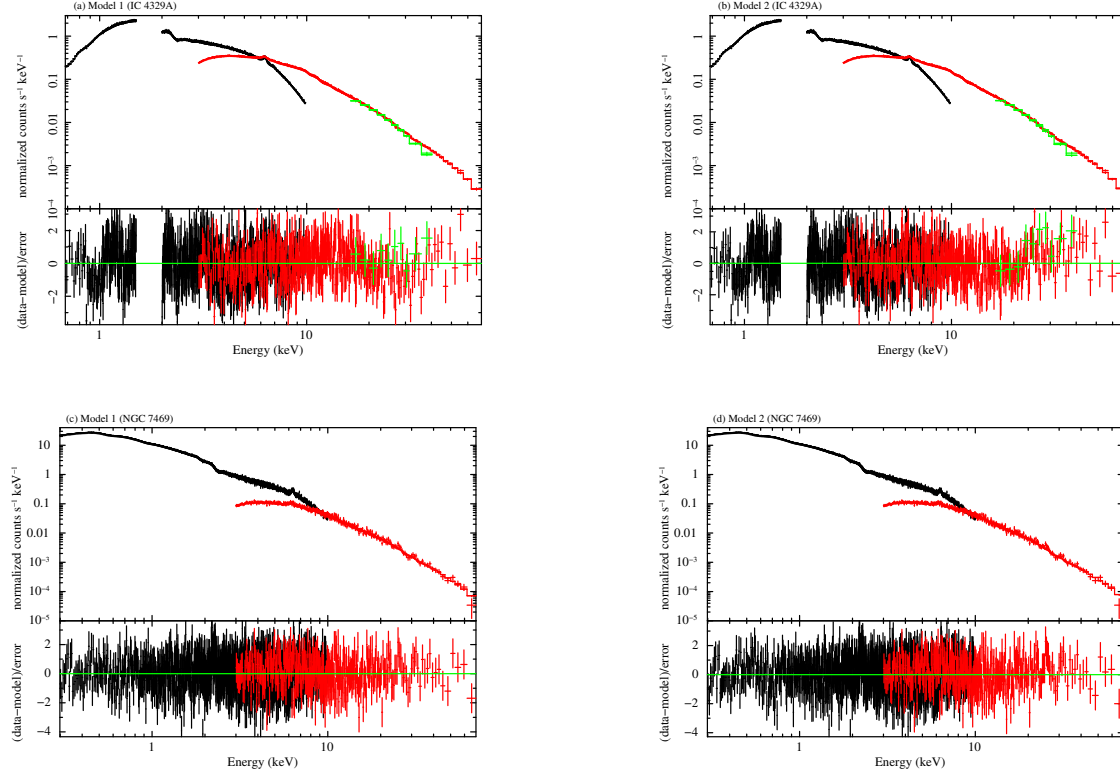 (a) Model 1 (IC 4329A)
normalized counts s⁻¹ keV⁻¹
1
0.1
0.01
10⁻³
10⁻⁴
(data−model)/error
2
0
−2
1
10
Energy (keV)
(b) Model 2 (IC 4329A)
normalized counts s⁻¹ keV⁻¹
1
0.1
0.01
10⁻³
10⁻⁴
(data−model)/error
2
0
−2
1
10
Energy (keV)
(c) Model 1 (NGC 7469)
normalized counts s⁻¹ keV⁻¹
10
1
0.1
0.01
10⁻³
10⁻⁴
10⁻⁵
(data−model)/error
2
0
−2
−4
1
10
Energy (keV)
(d) Model 2 (NGC 7469)
normalized counts s⁻¹ keV⁻¹
10
1
0.1
0.01
10⁻³
10⁻⁴
10⁻⁵
(data−model)/error
2
0
−2
−4
1
10
Energy (keV)